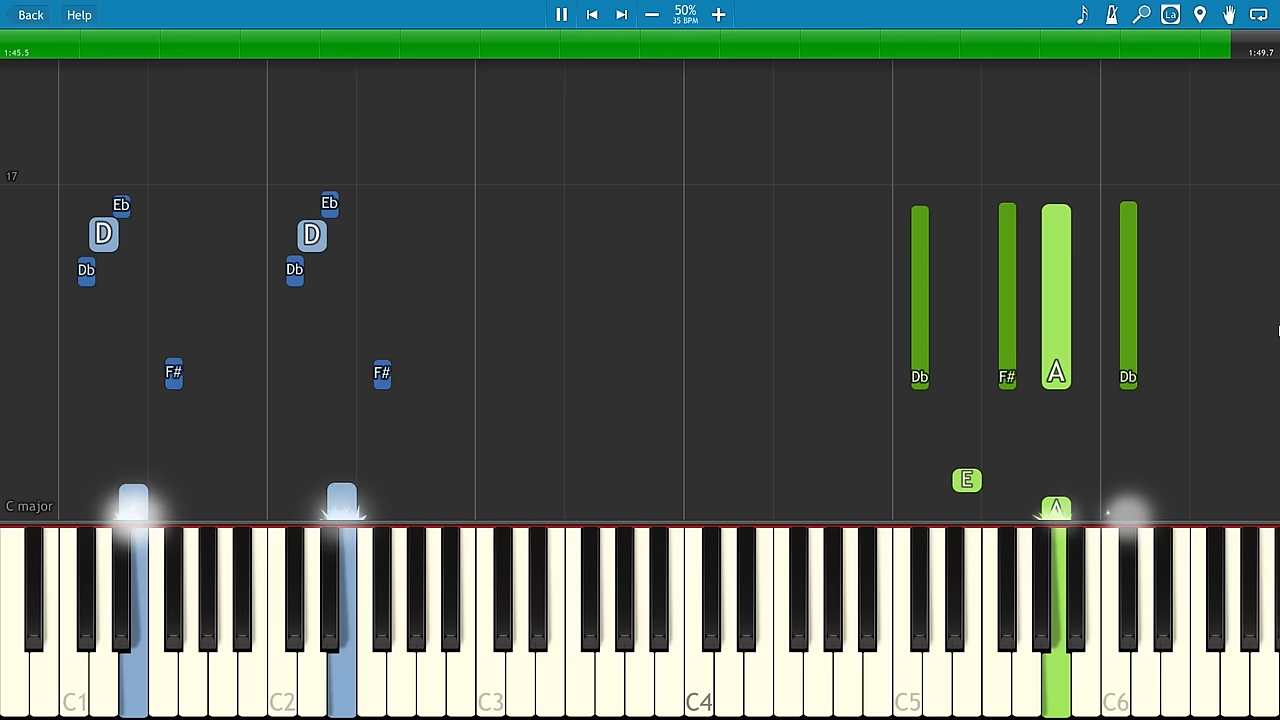 Back Help 50% La
35 BPM
1:45.5 1:49.7
17
Eb Eb
D D
Db Db
F# F# Db F# A Db
E
C major A
C1 C2 C3 C4 C5 C6